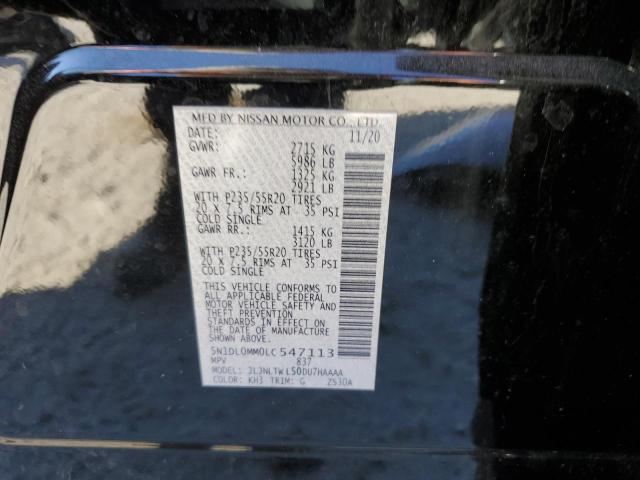 MFD BY NISSAN MOTOR CO., LTD.
DATE: 11/20
GVWR: 2715 KG
5986 LB
GAWR FR.: 1325 KG
2921 LB
WITH P235/55R20 TIRES
20 X 7.5 RIMS AT 35 PSI
COLD SINGLE
GAWR RR.: 1415 KG
3120 LB
WITH P235/55R20 TIRES
20 X 7.5 RIMS AT 35 PSI
COLD SINGLE
THIS VEHICLE CONFORMS TO
ALL APPLICABLE FEDERAL
MOTOR VEHICLE SAFETY AND
THEFT PREVENTION
STANDARDS IN EFFECT ON
THE DATE OF MANUFACTURE
SHOWN ABOVE.
5N1DL0MM0LC547113
MPV 837
MODEL: JLJNLTWL50DU7HAAAA
COLOR: KH3 TRIM: G Z530A